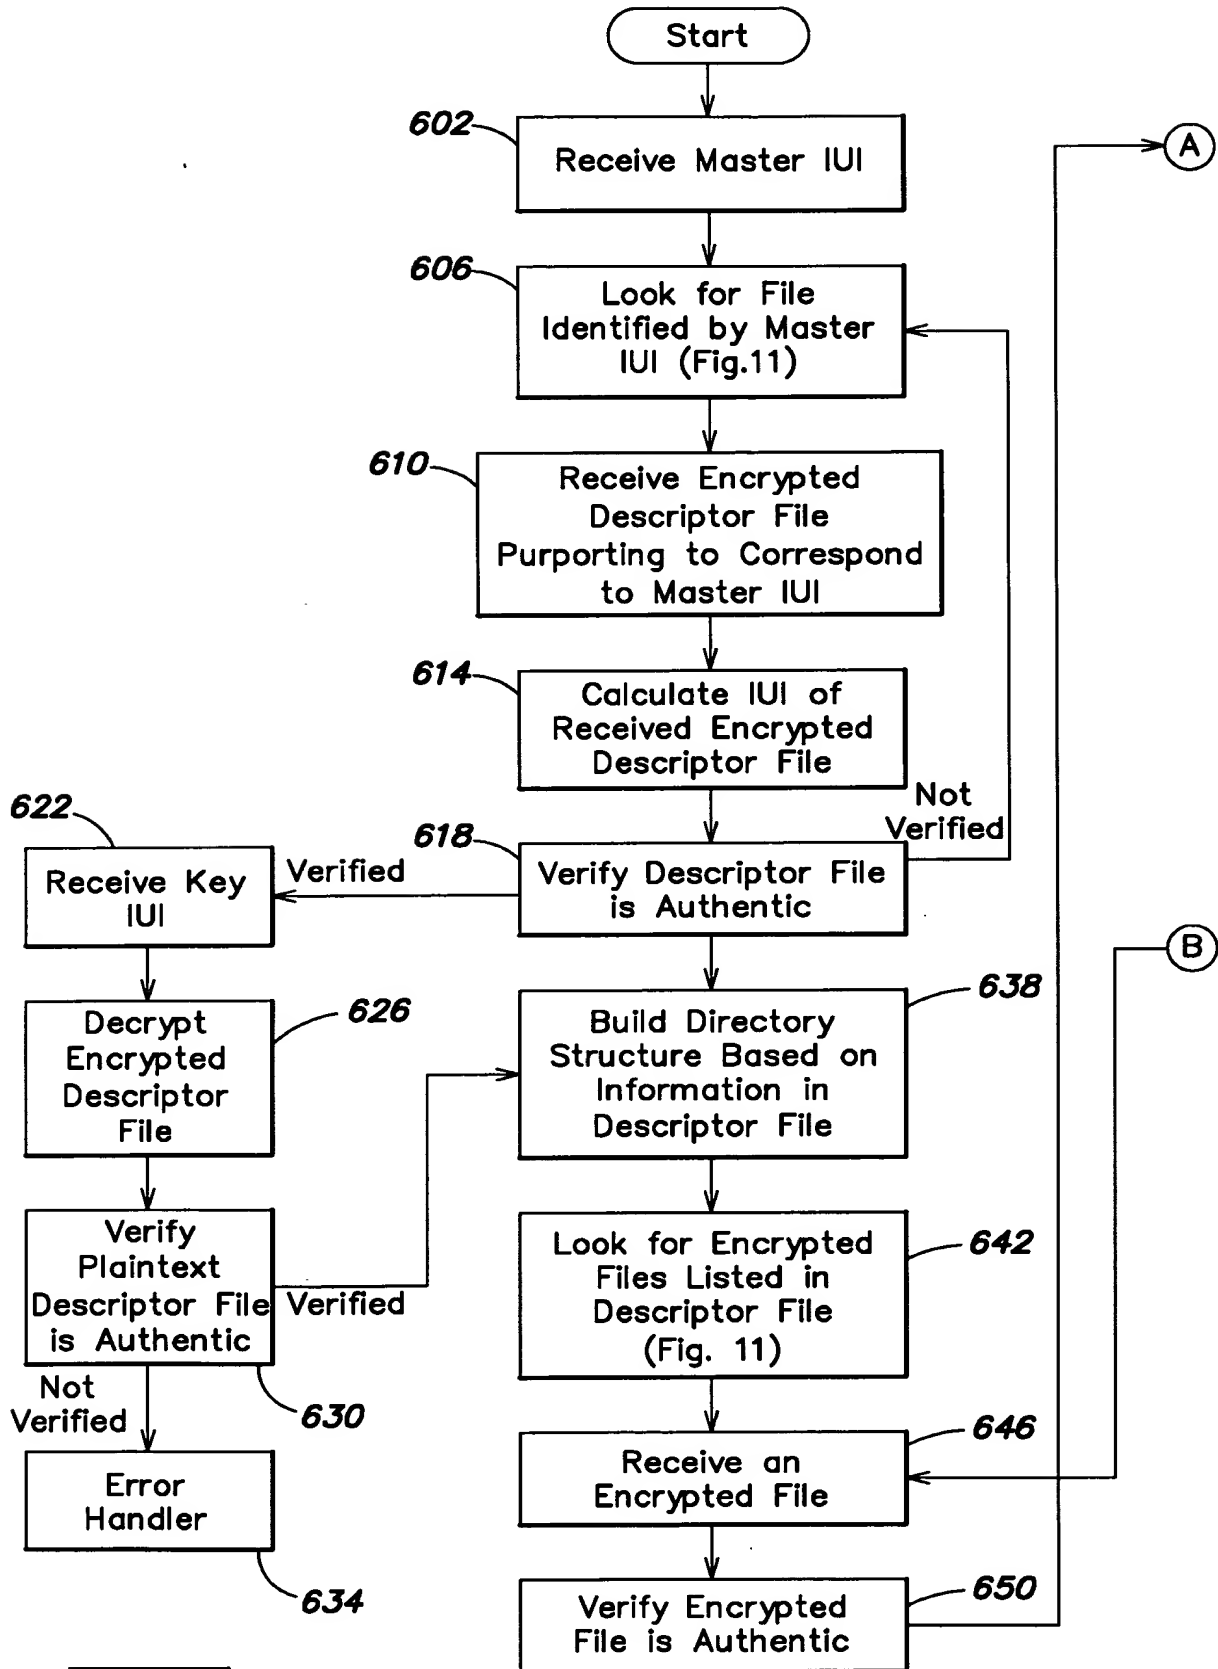 Start
602
Receive Master IUI
A
606
Look for File
Identified by Master
IUI (Fig.11)
610
Receive Encrypted
Descriptor File
Purporting to Correspond
to Master IUI
614
Calculate IUI of
Received Encrypted
Descriptor File
Not
Verified
622
618
Receive Key
IUI
Verified
Verify Descriptor File
is Authentic
B
638
626
Decrypt
Encrypted
Descriptor
File
Build Directory
Structure Based on
Information in
Descriptor File
Verify
Plaintext
Descriptor File
is Authentic
Verified
Look for Encrypted
Files Listed in
Descriptor File
(Fig. 11)
642
Not
Verified
630
646
Receive an
Encrypted File
Error
Handler
634
650
Verify Encrypted
File is Authentic